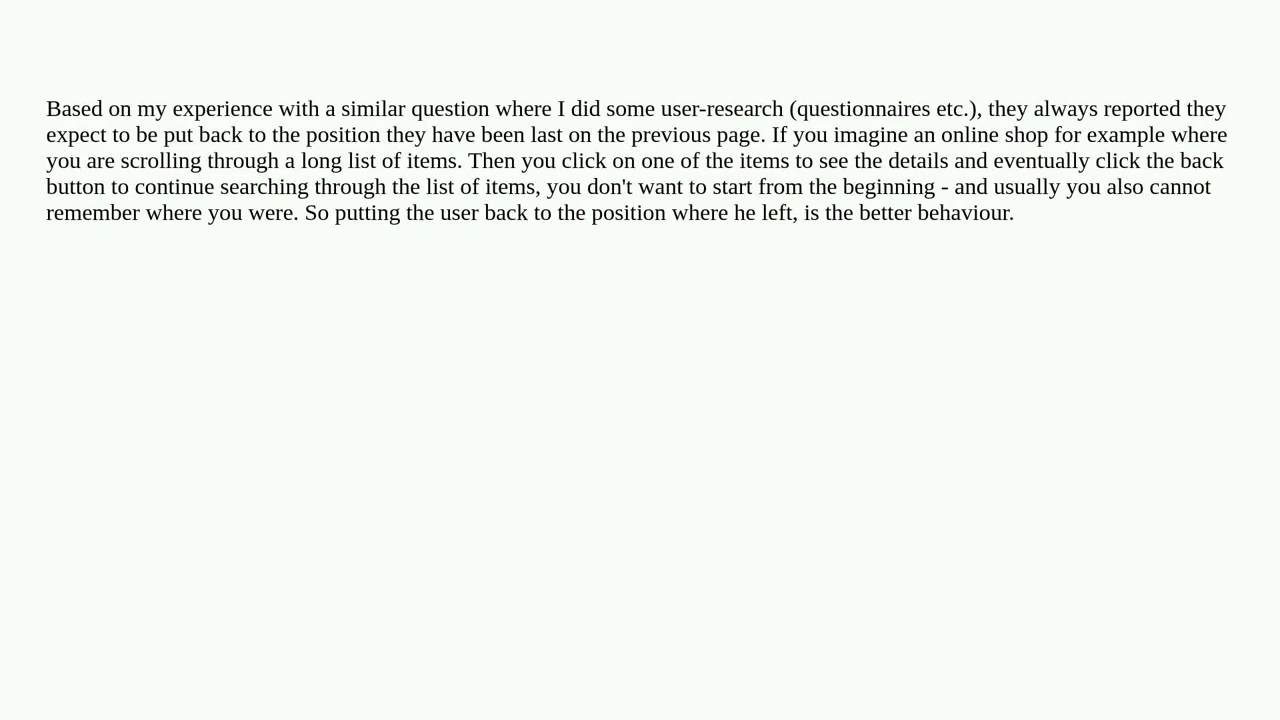 Based on my experience with a similar question where I did some user-research (questionnaires etc.), they always reported they
expect to be put back to the position they have been last on the previous page. If you imagine an online shop for example where
you are scrolling through a long list of items. Then you click on one of the items to see the details and eventually click the back
button to continue searching through the list of items, you don't want to start from the beginning - and usually you also cannot
remember where you were. So putting the user back to the position where he left, is the better behaviour.